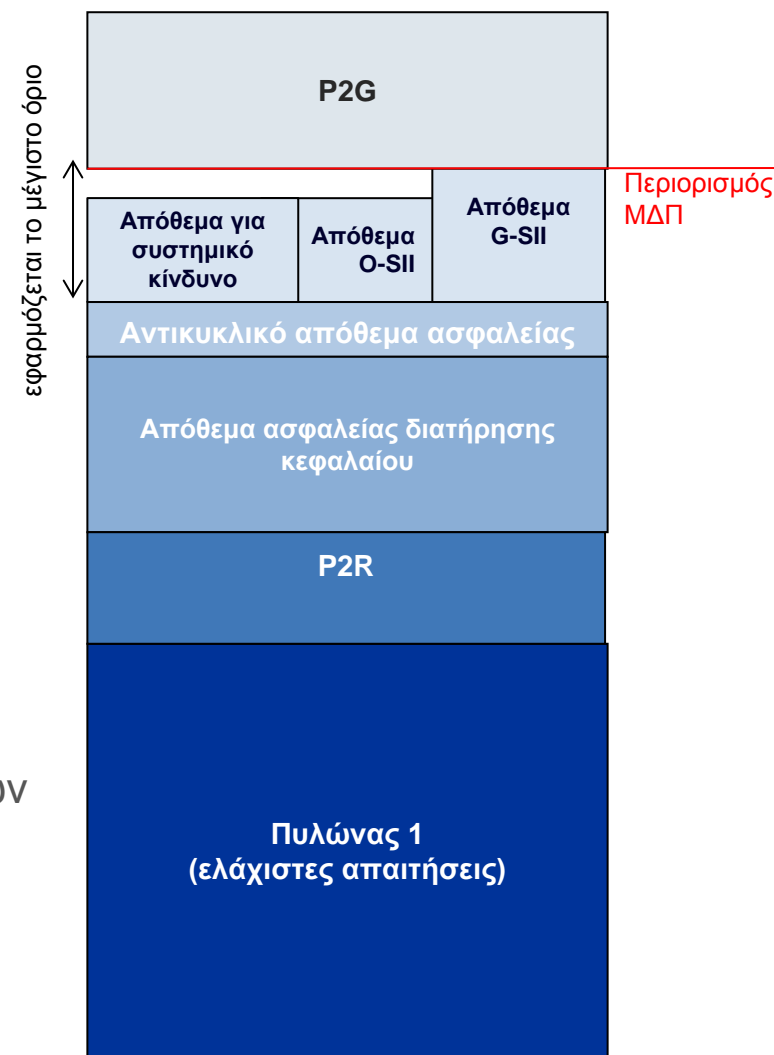 P2G
εφαρμόζεται το μέγιστο όριο
Περιορισμός
ΜΔΠ
Απόθεμα για
συστημικό
κίνδυνο
Απόθεμα
O-SII
Απόθεμα
G-SII
Αντικυκλικό απόθεμα ασφαλείας
Απόθεμα ασφαλείας διατήρησης
κεφαλαίου
P2R
ων
Πυλώνας 1
(ελάχιστες απαιτήσεις)